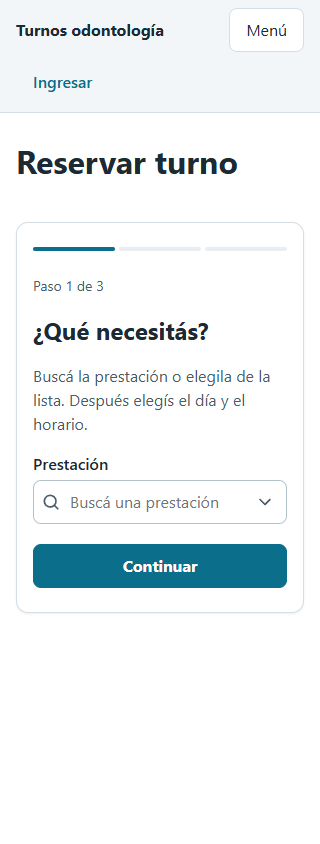 Turnos odontología
Menú
Ingresar
Reservar turno
Paso 1 de 3
¿Qué necesitás?
Buscá la prestación o elegila de la
lista. Después elegís el día y el
horario.
Prestación
Buscá una prestación
Continuar